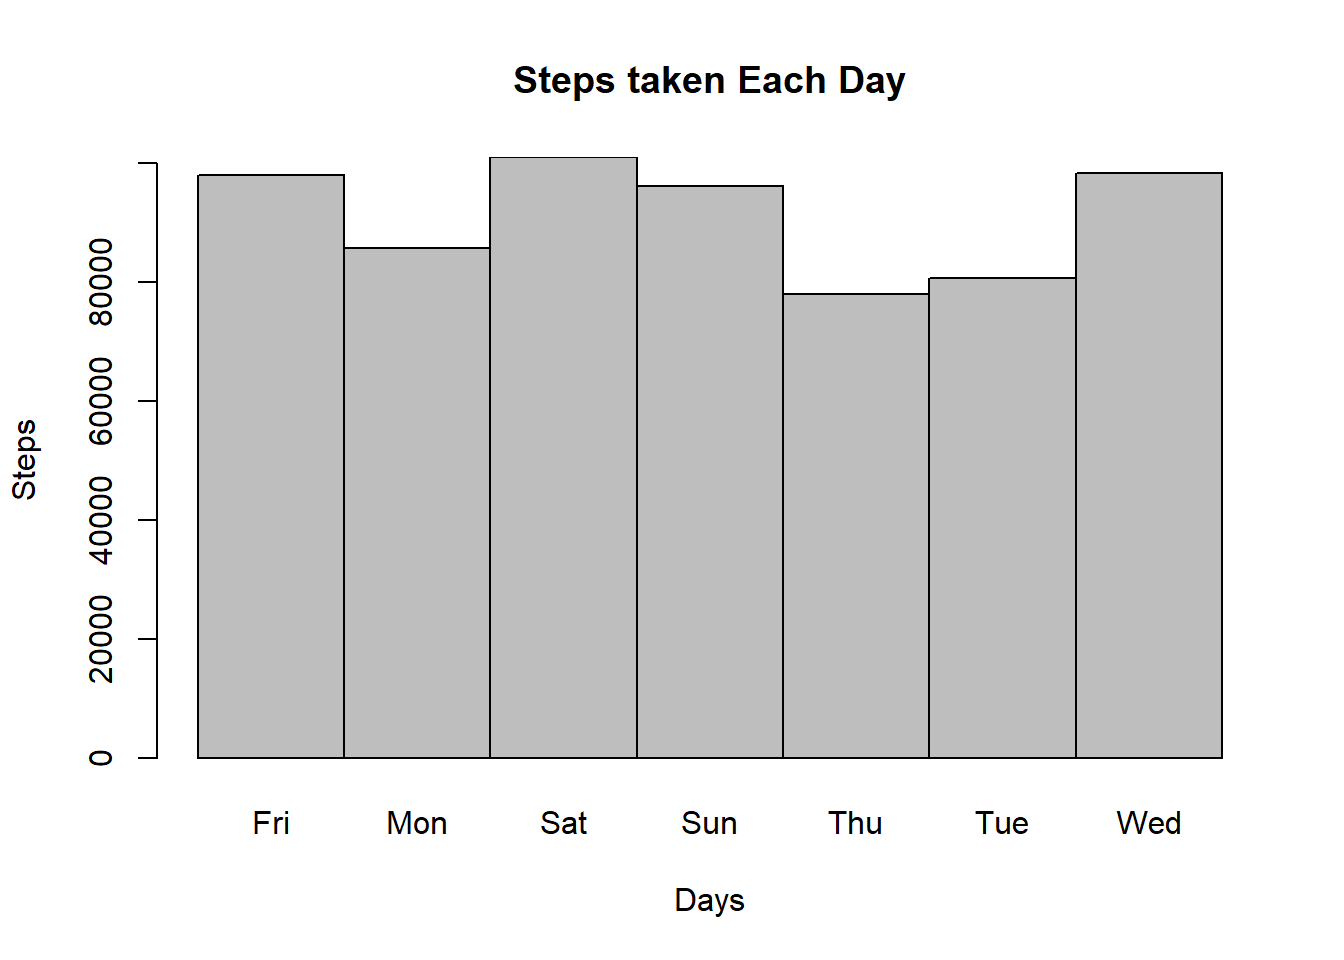 Steps taken Each Day
Steps
80000
60000
40000
20000
0
Fri Mon Sat Sun Thu Tue Wed
Days